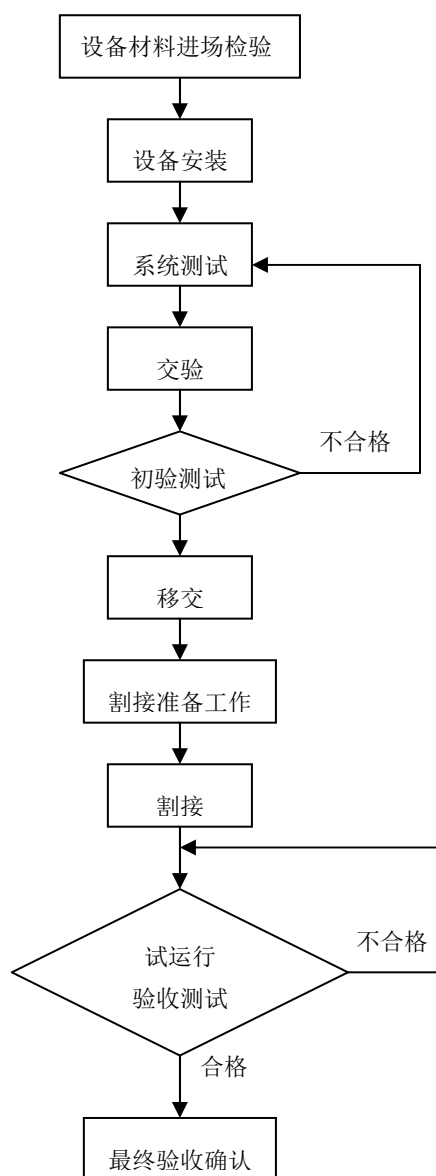 设备材料进场检验
设备安装
系统测试
交验
不合格
初验测试
移交
割接准备工作
割接
不合格
试运行
验收测试
合格
最终验收确认